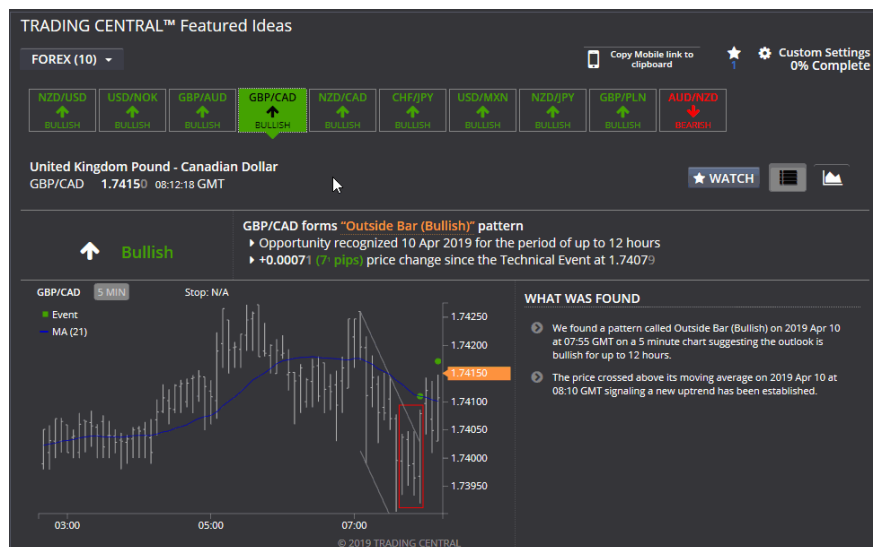 TRADING CENTRAL™ Featured Ideas
FOREX (10)
Copy Mobile link to
clipboard
1
Custom Settings
0% Complete
NZD/USD USD/NOK GBP/AUD GBP/CAD NZD/CAD CHF/JPY USD/MXN NZD/JPY GBP/PLN AUD/NZD
BULLISH BULLISH BULLISH BULLISH BULLISH BULLISH BULLISH BULLISH BULLISH BEARISH
United Kingdom Pound - Canadian Dollar
GBP/CAD 1.74150 08:12:18 GMT
WATCH
Bullish
GBP/CAD forms “Outside Bar (Bullish)” pattern
Opportunity recognized 10 Apr 2019 for the period of up to 12 hours
+0.00071 (7¹ pips) price change since the Technical Event at 1.74079
GBP/CAD 5 MIN Stop: N/A
Event
MA (21)
1.74250
1.74200
1.74150
1.74100
1.74050
1.74000
1.73950
03:00 05:00 07:00
© 2019 TRADING CENTRAL
WHAT WAS FOUND
We found a pattern called Outside Bar (Bullish) on 2019 Apr 10
at 07:55 GMT on a 5 minute chart suggesting the outlook is
bullish for up to 12 hours.
The price crossed above its moving average on 2019 Apr 10 at
08:10 GMT signaling a new uptrend has been established.